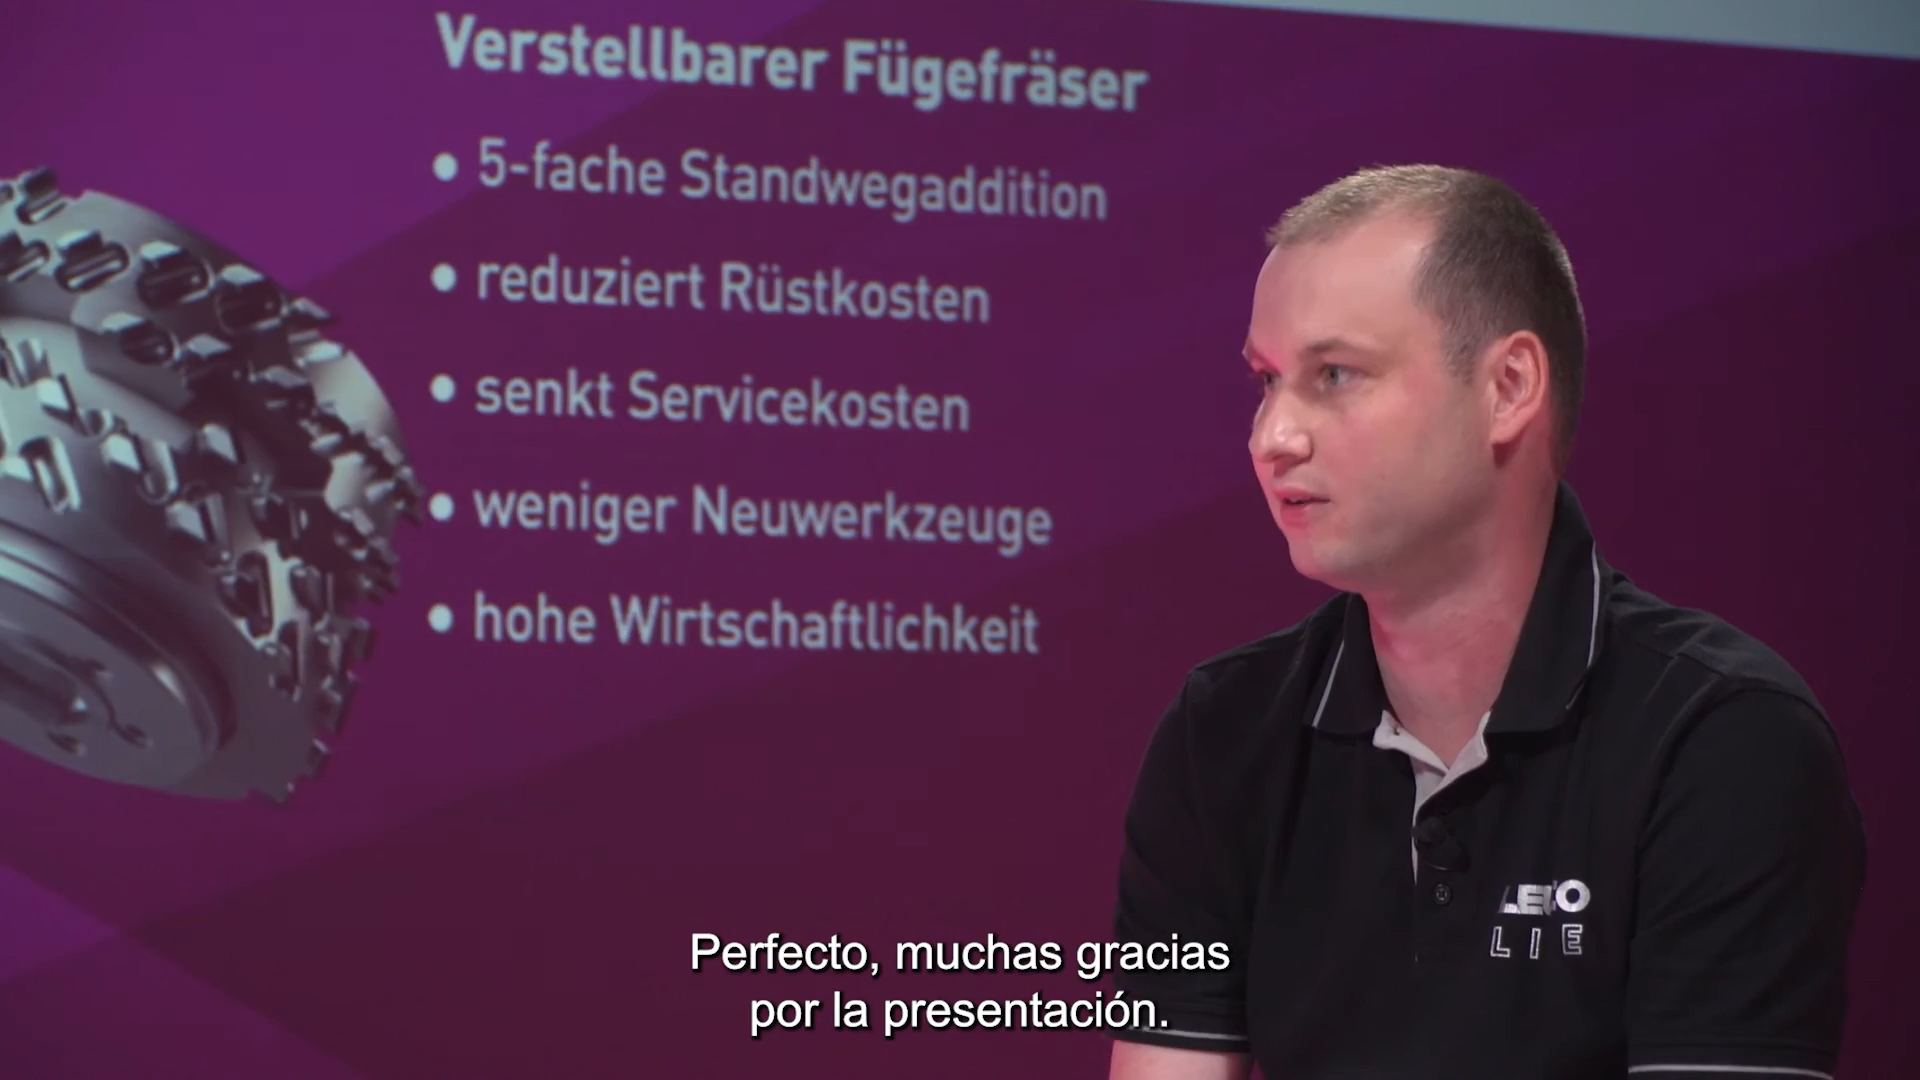 Verstellbarer Fügefräser
• 5-fache Standwegaddition
• reduziert Rüstkosten
• senkt Servicekosten
• weniger Neuwerkzeuge
• hohe Wirtschaftlichkeit
Perfecto, muchas gracias
por la presentación.